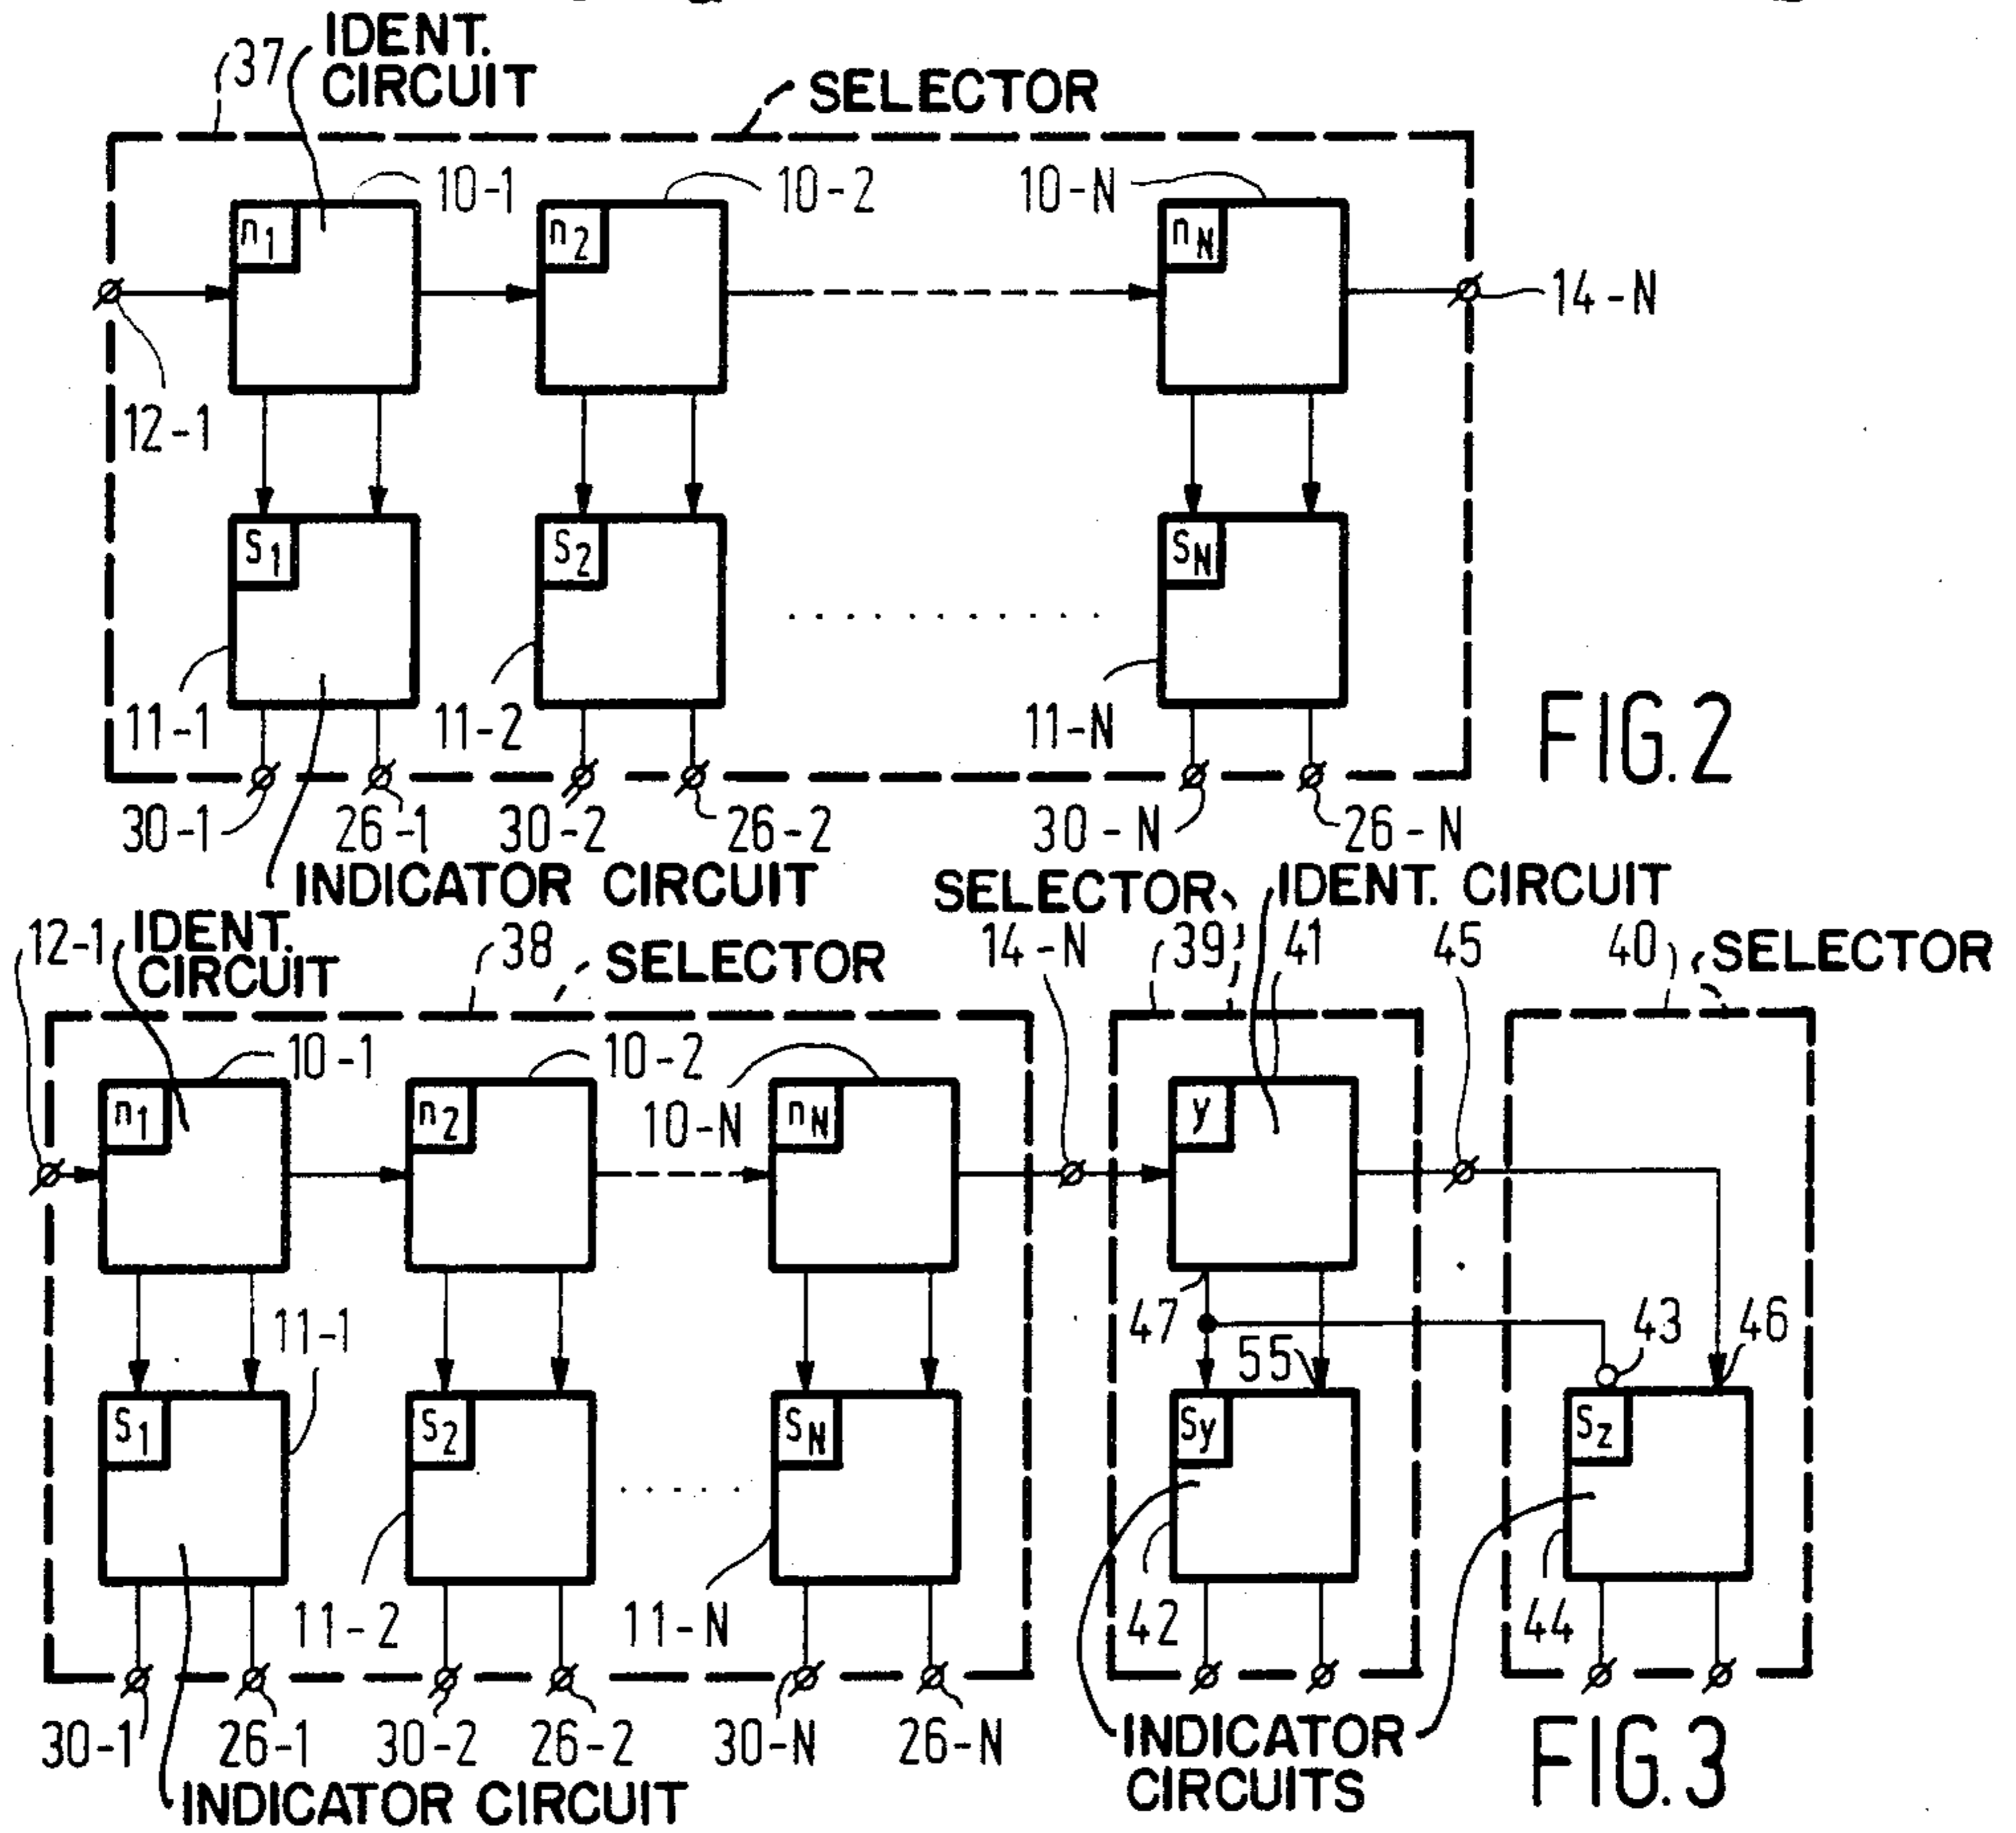 37
IDENT.
CIRCUIT
SELECTOR
10-1
10-2
10-N
n1
n2
nN
12-1
14-N
S1
S2
SN
11-1
11-2
11-N
FIG.2
30-1
26-1
30-2
26-2
30-N
26-N
INDICATOR CIRCUIT
SELECTOR
IDENT. CIRCUIT
12-1
IDENT.
CIRCUIT
38
SELECTOR
14-N
39
41
45
40
SELECTOR
10-1
10-2
10-N
n1
n2
nN
y
11-1
47
55
43
46
S1
S2
SN
Sy
Sz
11-2
11-N
42
44
30-1
26-1
30-2
26-2
30-N
26-N
INDICATOR
CIRCUITS
INDICATOR CIRCUIT
FIG.3